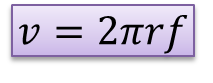 v = 2πrf